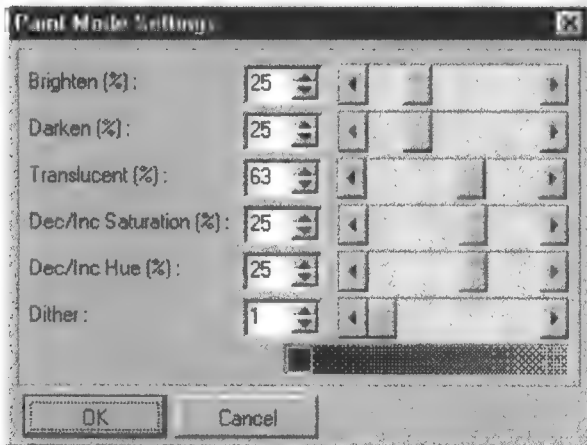 Paint Mode Settings
Brighten (%) : 25
Darken (%) : 25
Translucent (%) : 63
Dec/Inc Saturation (%) : 25
Dec/Inc Hue (%) : 25
Dither : 1
OK Cancel